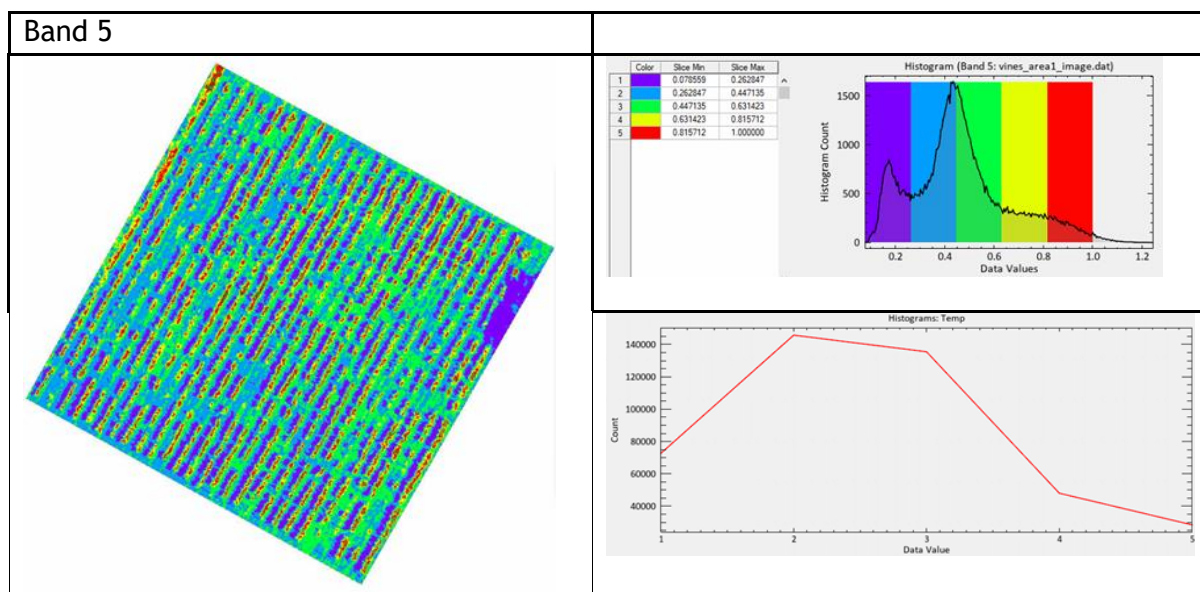 Band 5
Color Slice Min Slice Max
1 0.078559 0.262847
2 0.262847 0.447135
3 0.447135 0.631423
4 0.631423 0.815712
5 0.815712 1.000000
Histogram (Band 5: vines_area1_image.dat)
Histogram Count
1500
1000
500
0
0.2 0.4 0.6 0.8 1.0 1.2
Data Values
Histograms: Temp
Count
140000
120000
100000
80000
60000
40000
1 2 3 4 5
Data Value